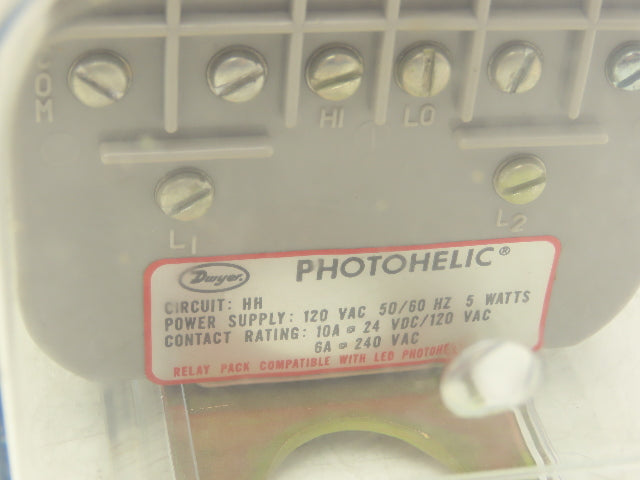 COM
HI LO
L1 L2
Dwyer PHOTOHELIC®
CIRCUIT: HH
POWER SUPPLY: 120 VAC 50/60 HZ 5 WATTS
CONTACT RATING: 10A @ 24 VDC/120 VAC
6A @ 240 VAC
RELAY PACK COMPATIBLE WITH LED